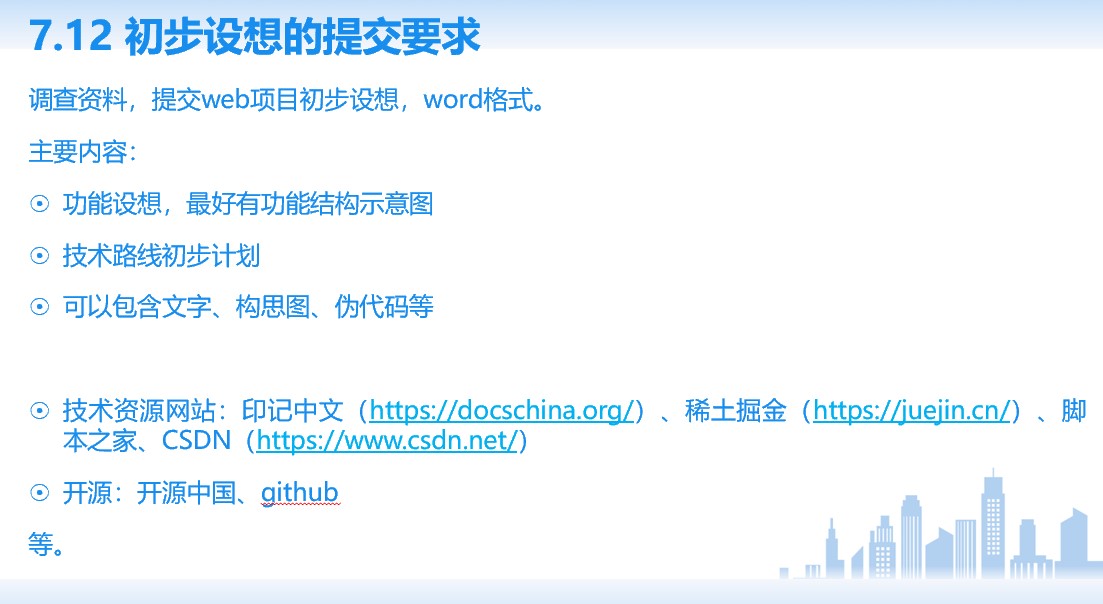 7.12 初步设想的提交要求
调查资料，提交web项目初步设想，word格式。
主要内容：
⊙ 功能设想，最好有功能结构示意图
⊙ 技术路线初步计划
⊙ 可以包含文字、构思图、伪代码等
⊙ 技术资源网站：印记中文（https://docschina.org/）、稀土掘金（https://juejin.cn/）、脚
本之家、CSDN（https://www.csdn.net/）
⊙ 开源：开源中国、github
等。